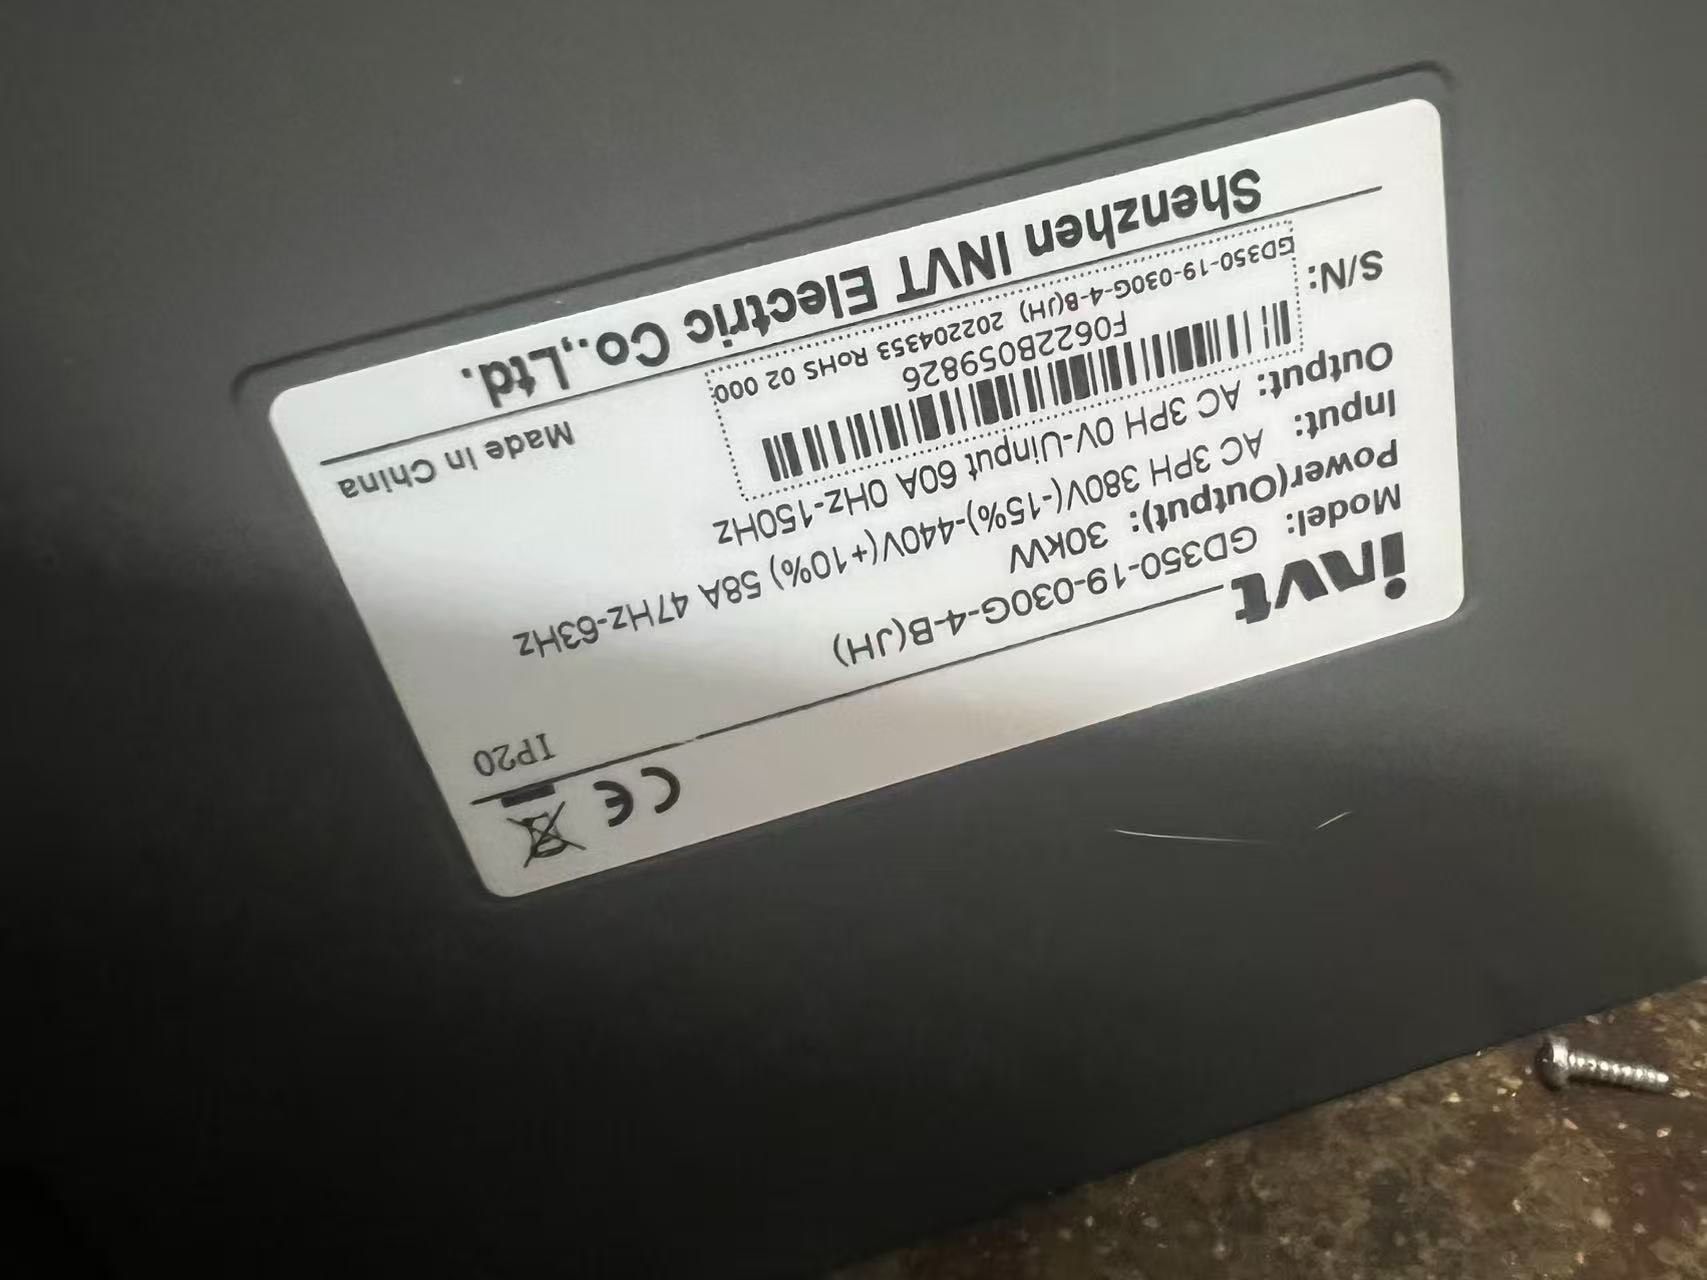 invt
CE
Model: GD350-19-030G-4-B(JH)
IP20
Power(Output): 30kW
Input: AC 3PH 380V(-15%)-440V(+10%) 58A 47Hz-63Hz
Output: AC 3PH 0V-Uinput 60A 0Hz-150Hz
S/N:
F0622B059826
GD350-19-030G-4-B(JH) 202204353 RoHS 02 000
Made in China
Shenzhen INVT Electric Co.,Ltd.